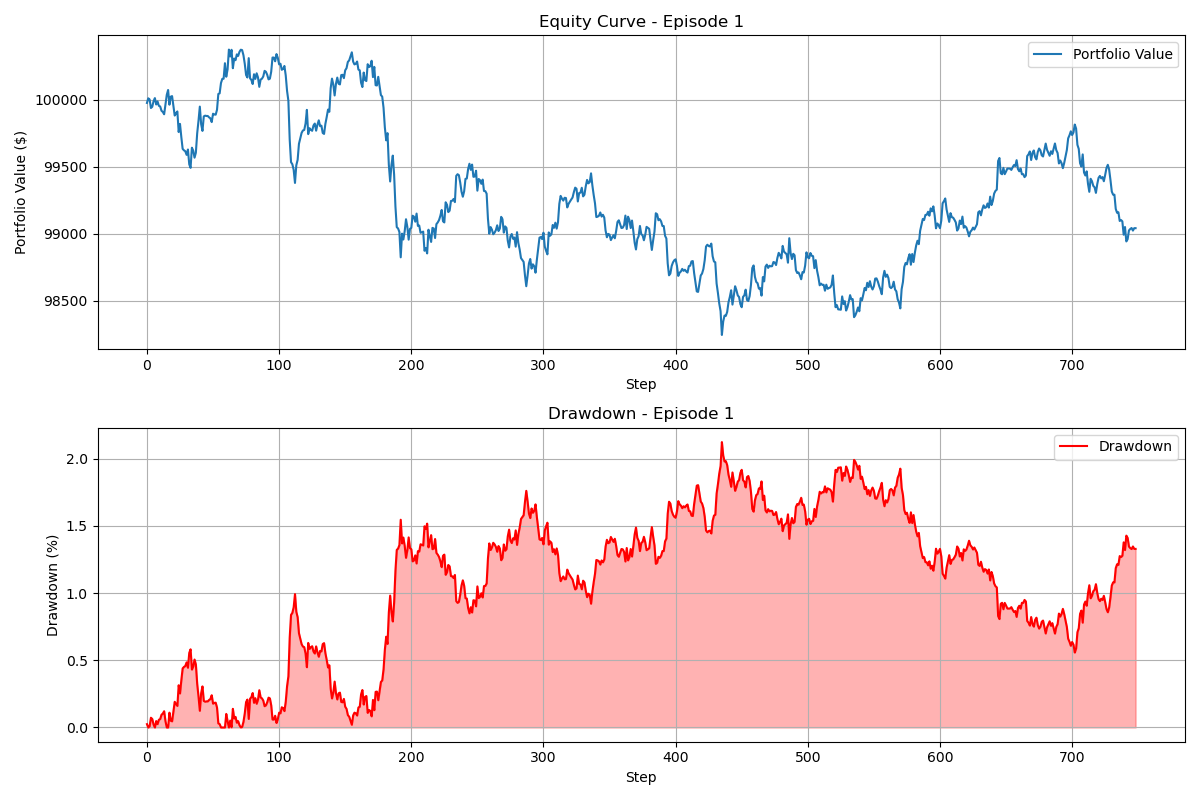 Equity Curve - Episode 1
Portfolio Value
Portfolio Value ($)
100000
99500
99000
98500
0 100 200 300 400 500 600 700
Step
Drawdown - Episode 1
Drawdown
Drawdown (%)
2.0
1.5
1.0
0.5
0.0
0 100 200 300 400 500 600 700
Step